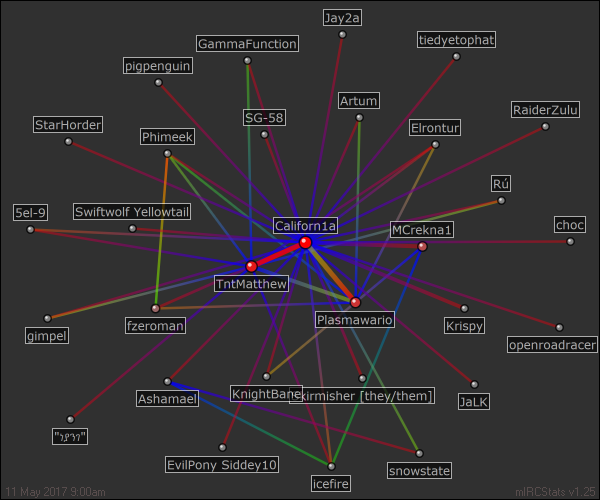 Jay2a
tiedyetophat
GammaFunction
pigpenguin
Artum
RaiderZulu
SG-58
StarHorder
Elrontur
Phimeek
Rú
5el-9
Swiftwolf Yellowtail
Californ1a
MCrekna1
choc
TntMatthew
Plasmawario
Krispy
fzeroman
gimpel
openroadracer
Ashamael
KnightBane
kirmisher [they/them]
JaLK
EvilPony Siddey10
icefire
snowstate
11 May 2017 9:00am
mIRCStats v1.25